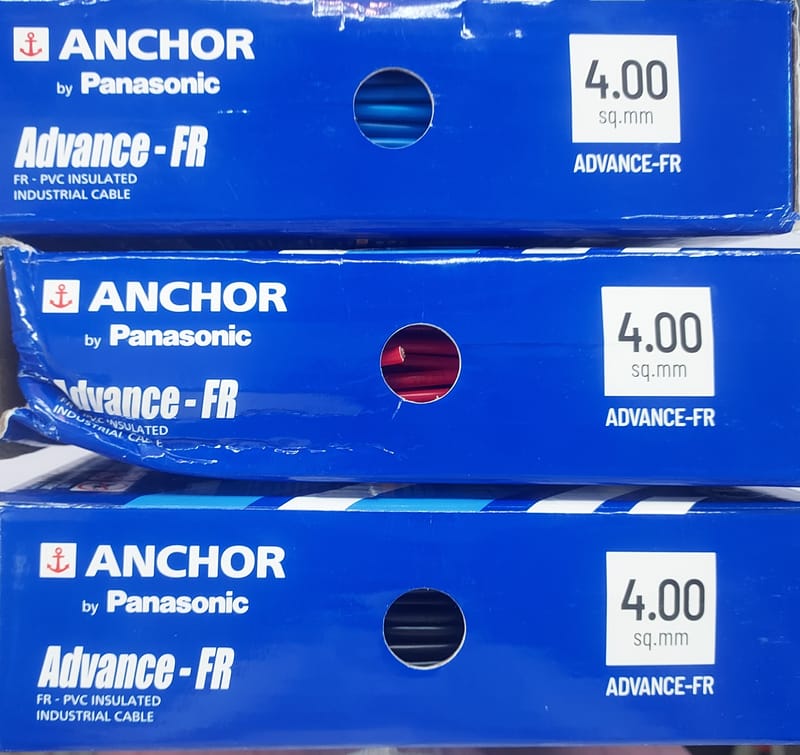 ANCHOR
by Panasonic
Advance-FR
FR - PVC INSULATED
INDUSTRIAL CABLE
4.00
sq.mm
ADVANCE-FR
ANCHOR
by Panasonic
Advance-FR
FR - PVC INSULATED
INDUSTRIAL CABLE
4.00
sq.mm
ADVANCE-FR
ANCHOR
by Panasonic
Advance-FR
FR - PVC INSULATED
INDUSTRIAL CABLE
4.00
sq.mm
ADVANCE-FR